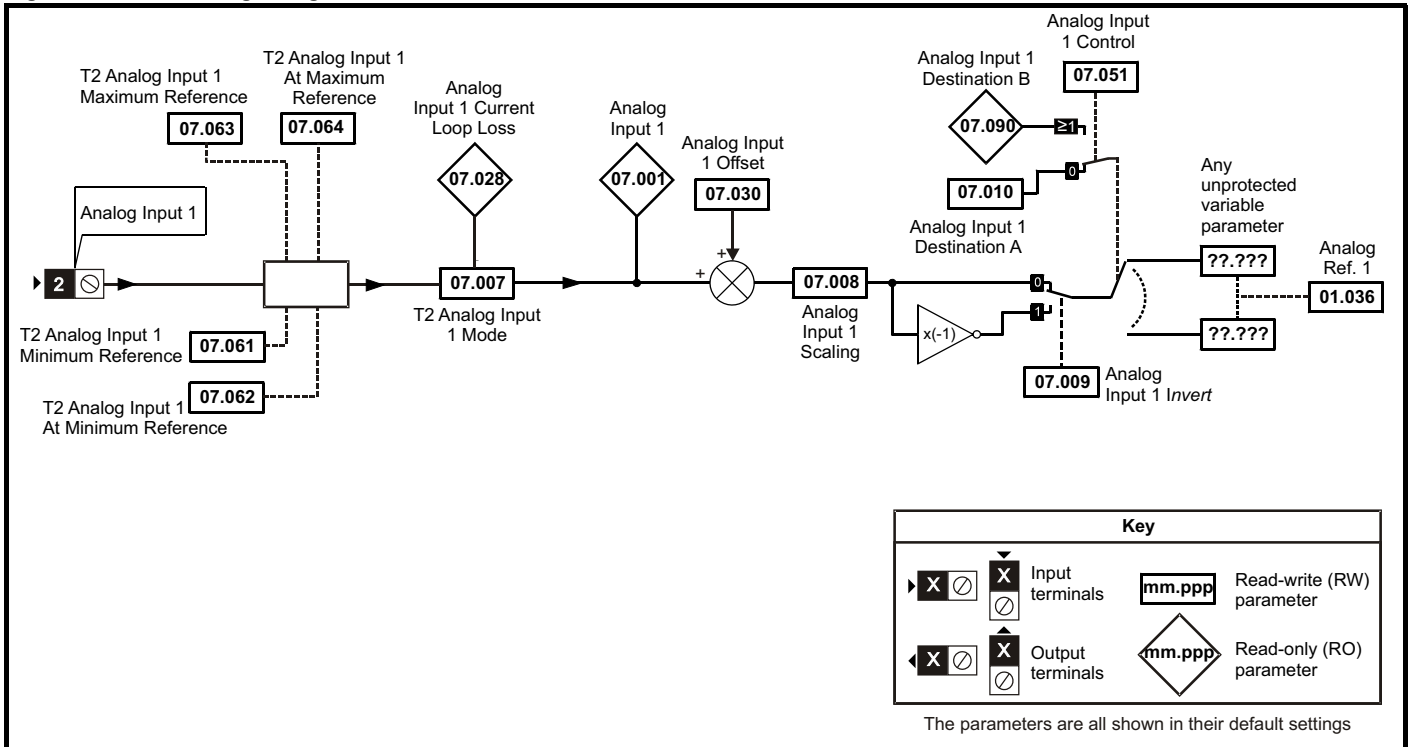 T2 Analog Input 1
Maximum Reference
07.063
T2 Analog Input 1
At Maximum
Reference
07.064
Analog
Input 1 Current
Loop Loss
07.028
Analog
Input 1
07.001
Analog Input
1 Offset
07.030
Analog Input 1
Destination B
07.090
≥1
Analog Input
1 Control
07.051
0
07.010
Analog Input 1
Destination A
Any
unprotected
variable
parameter
??.???
Analog
Ref. 1
01.036
??.???
Analog Input 1
2
07.007
T2 Analog Input
1 Mode
+
+
07.008
Analog
Input 1
Scaling
x(-1)
0
1
07.009
Analog
Input 1 Invert
T2 Analog Input 1
Minimum Reference
07.061
T2 Analog Input 1
At Minimum Reference
07.062
Key
X
X
Input
terminals
mm.ppp
Read-write (RW)
parameter
X
X
Output
terminals
mm.ppp
Read-only (RO)
parameter
The parameters are all shown in their default settings